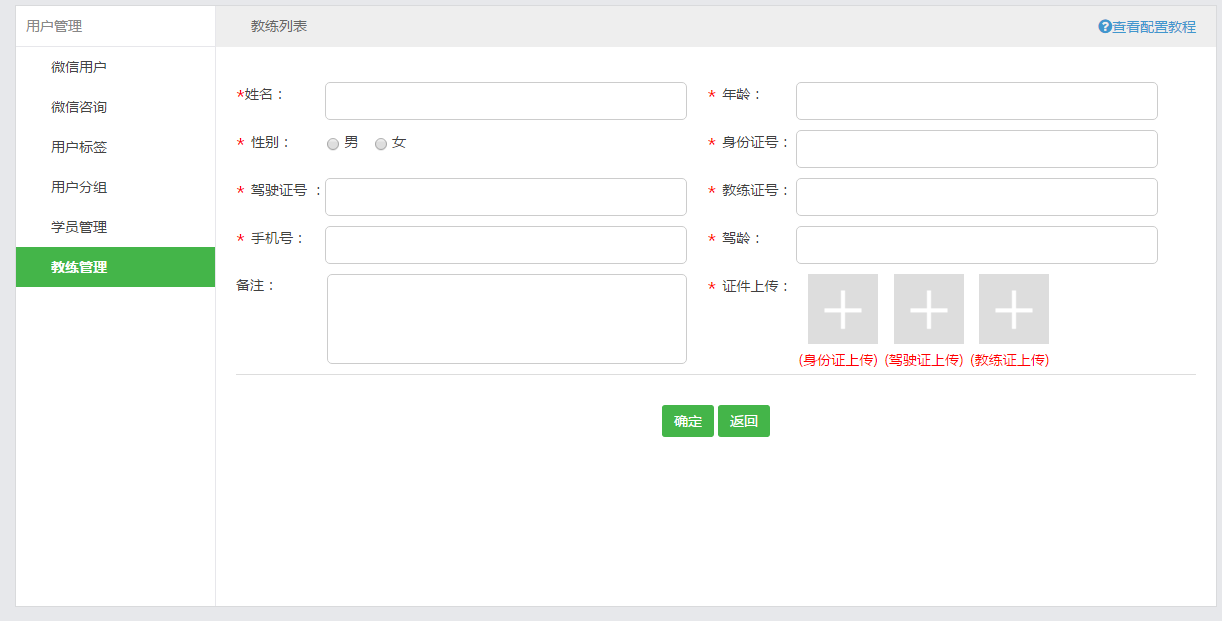 用户管理
微信用户
微信咨询
用户标签
用户分组
学员管理
教练管理
教练列表
?查看配置教程
*姓名：
* 年龄：
* 性别： 男 女
* 身份证号：
* 驾驶证号：
* 教练证号：
* 手机号：
* 驾龄：
备注：
* 证件上传：
(身份证上传) (驾驶证上传) (教练证上传)
确定 返回